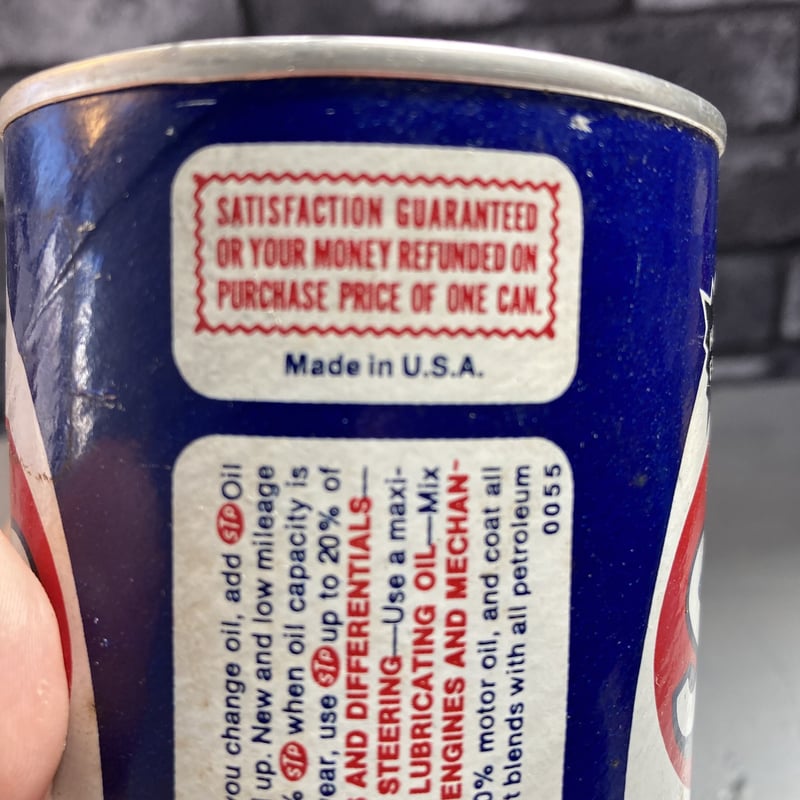 SATISFACTION GUARANTEED
OR YOUR MONEY REFUNDED ON
PURCHASE PRICE OF ONE CAN.
Made in U.S.A.
you change oil, add STP Oil
up. New and low mileage
% STP when oil capacity is
use STP up to 20% of
AND DIFFERENTIALS—
STEERING—Use a maxi-
LUBRICATING OIL—Mix
ENGINES AND MECHAN-
0% motor oil, and coat all
t blends with all petroleum
0055